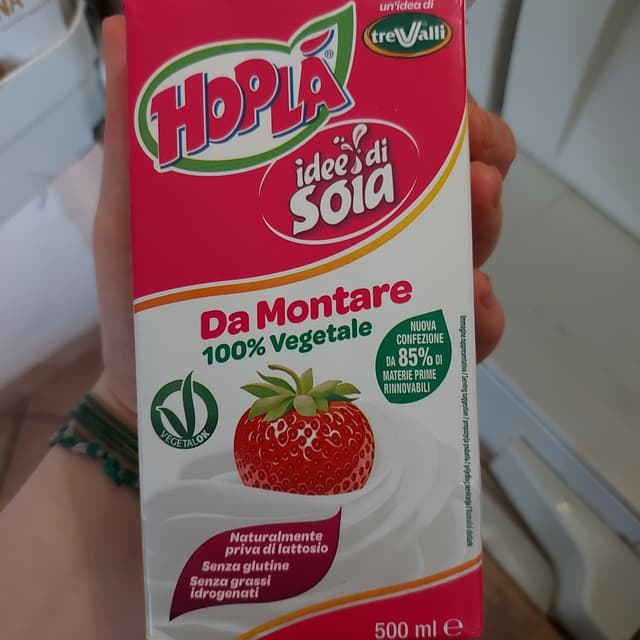 un'idea di
treValli
HOPLÀ®
idee di
soia
Da Montare
100% Vegetale
NUOVA
CONFEZIONE
DA 85% DI
MATERIE PRIME
RINNOVABILI
VEGETALOK
Naturalmente
priva di lattosio
Senza glutine
Senza grassi
idrogenati
500 ml e
NA